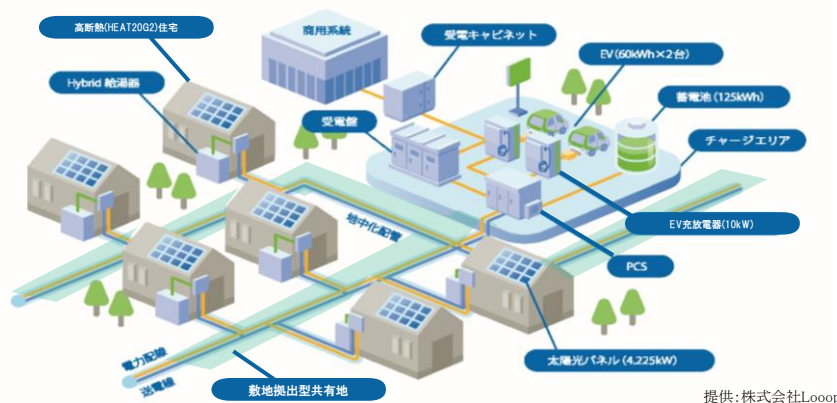 高断熱(HEAT20G2)住宅
商用系統
受電キャビネット
EV(60kWh×2台)
Hybrid 給湯器
蓄電池(125kWh)
受電盤
チャージエリア
地中化配管
EV充放電器(10kW)
PCS
電力配線
送電線
太陽光パネル(4.225kW)
敷地拠出型共有地
提供:株式会社Looop